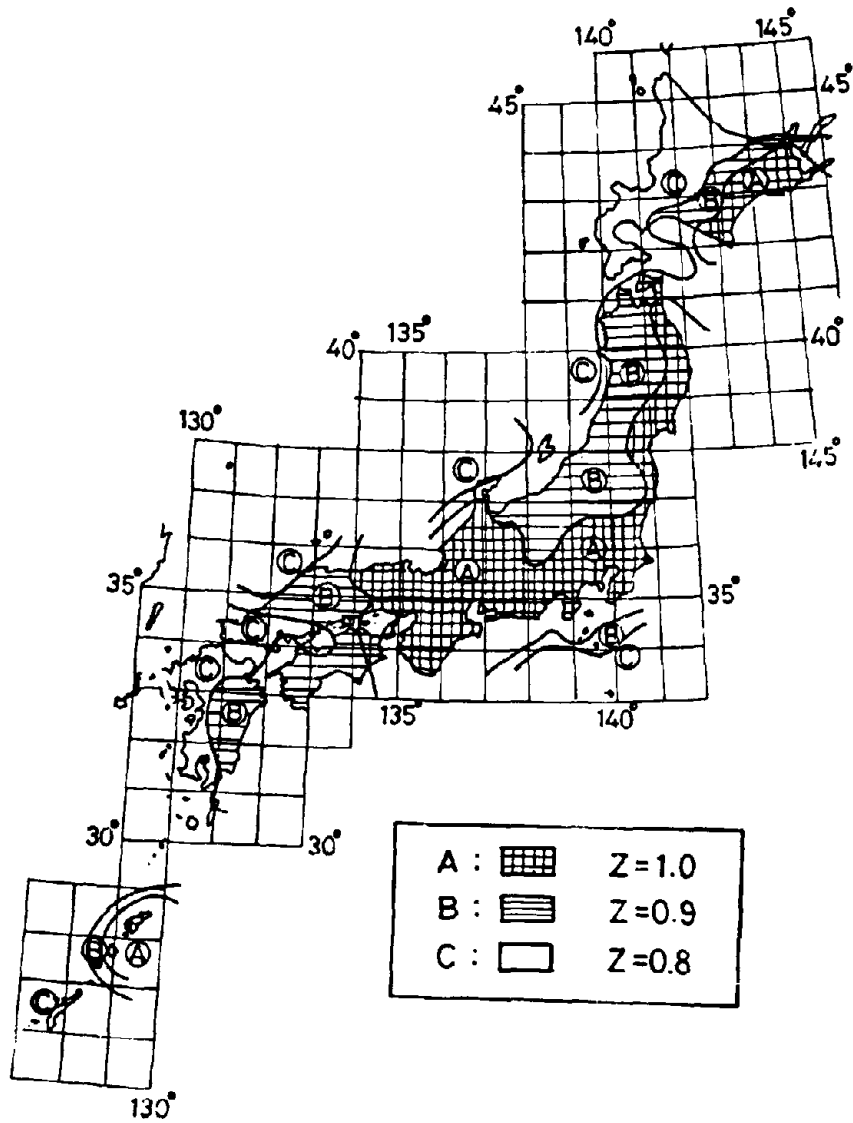 140° 145°
45° 45°
C B A
40° 135° 40°
C B
130° 145°
C B
A
C A
35° B 35°
C B
C C
B
135° 140°
30° 30°
A : Z=1.0
B : Z=0.9
C : Z=0.8
B A
C
130°